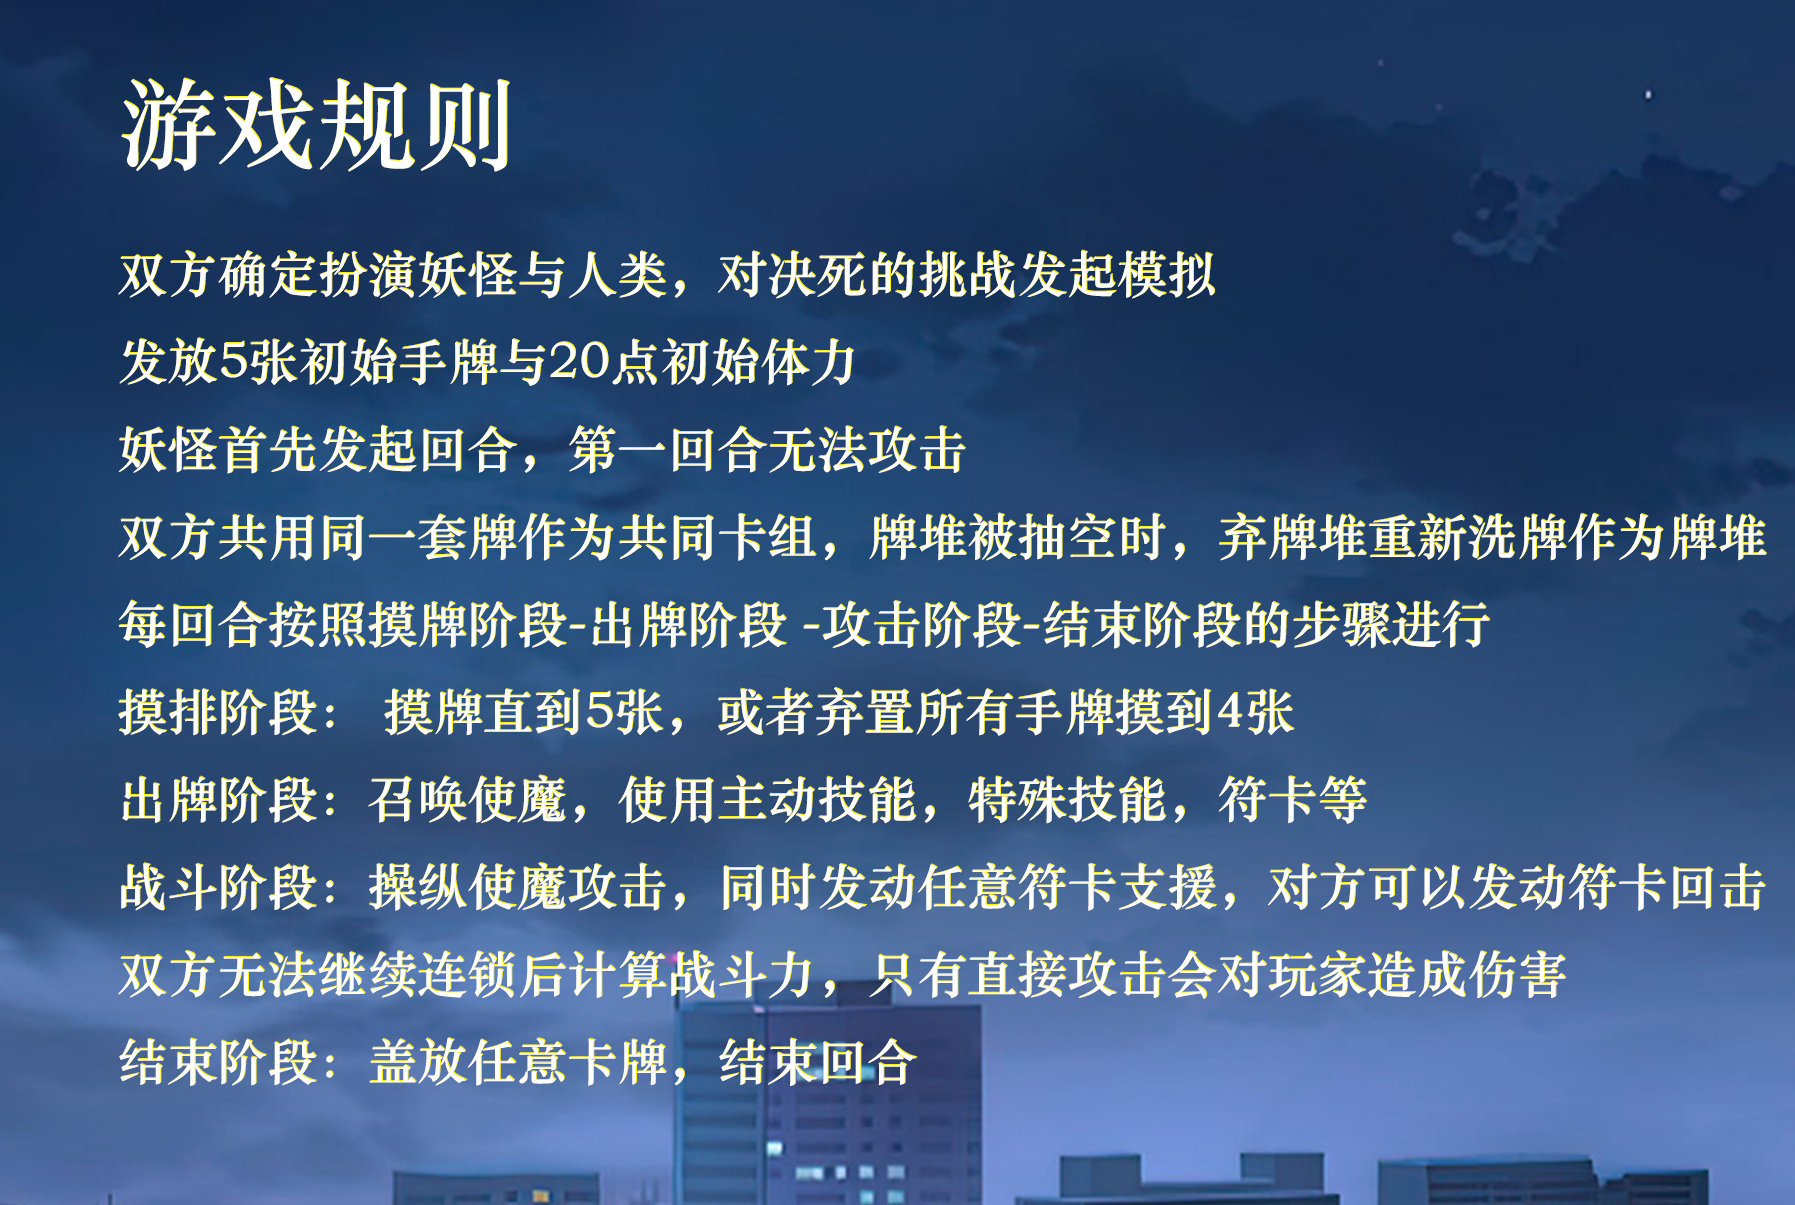 游戏规则
双方确定扮演妖怪与人类，对决死的挑战发起模拟
发放5张初始手牌与20点初始体力
妖怪首先发起回合，第一回合无法攻击
双方共用同一套牌作为共同卡组，牌堆被抽空时，弃牌堆重新洗牌作为牌堆
每回合按照摸牌阶段-出牌阶段 -攻击阶段-结束阶段的步骤进行
摸排阶段： 摸牌直到5张，或者弃置所有手牌摸到4张
出牌阶段：召唤使魔，使用主动技能，特殊技能，符卡等
战斗阶段：操纵使魔攻击，同时发动任意符卡支援，对方可以发动符卡回击
双方无法继续连锁后计算战斗力，只有直接攻击会对玩家造成伤害
结束阶段：盖放任意卡牌，结束回合